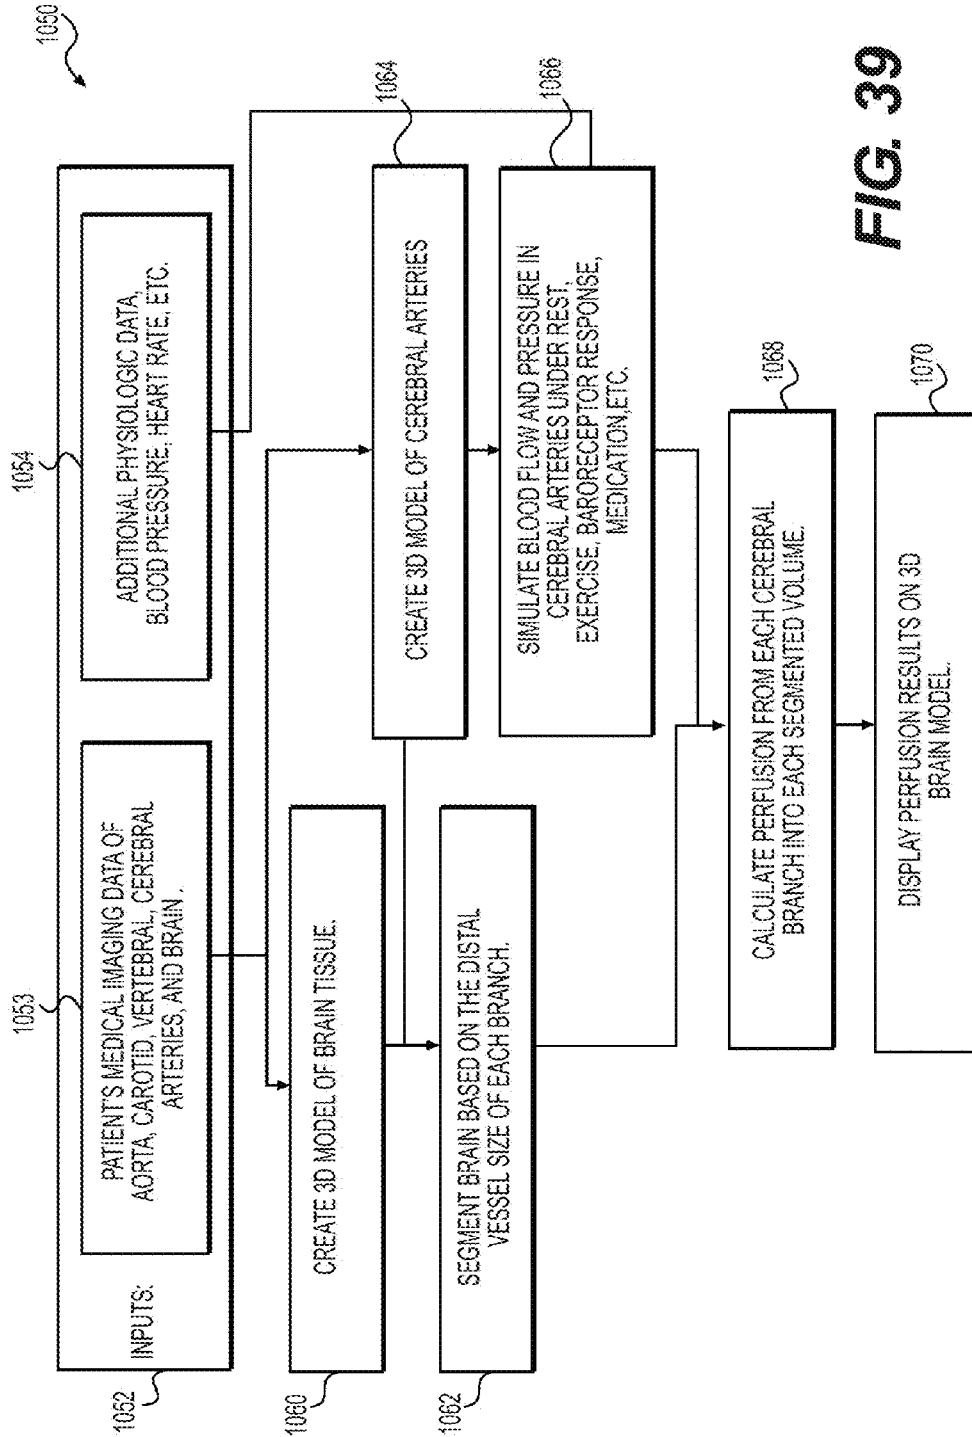 1050
INPUTS:
1052
1053
PATIENT'S MEDICAL IMAGING DATA OF
AORTA, CAROTID, VERTEBRAL, CEREBRAL
ARTERIES, AND BRAIN.
1054
ADDITIONAL PHYSIOLOGIC DATA,
BLOOD PRESSURE, HEART RATE, ETC.
1060
CREATE 3D MODEL OF BRAIN TISSUE.
1064
CREATE 3D MODEL OF CEREBRAL ARTERIES
1062
SEGMENT BRAIN BASED ON THE DISTAL
VESSEL SIZE OF EACH BRANCH.
1066
SIMULATE BLOOD FLOW AND PRESSURE IN
CEREBRAL ARTERIES UNDER REST,
EXERCISE, BARORECEPTOR RESPONSE,
MEDICATION,ETC.
1068
CALCULATE PERFUSION FROM EACH CEREBRAL
BRANCH INTO EACH SEGMENTED VOLUME.
1070
DISPLAY PERFUSION RESULTS ON 3D
BRAIN MODEL.
FIG. 39